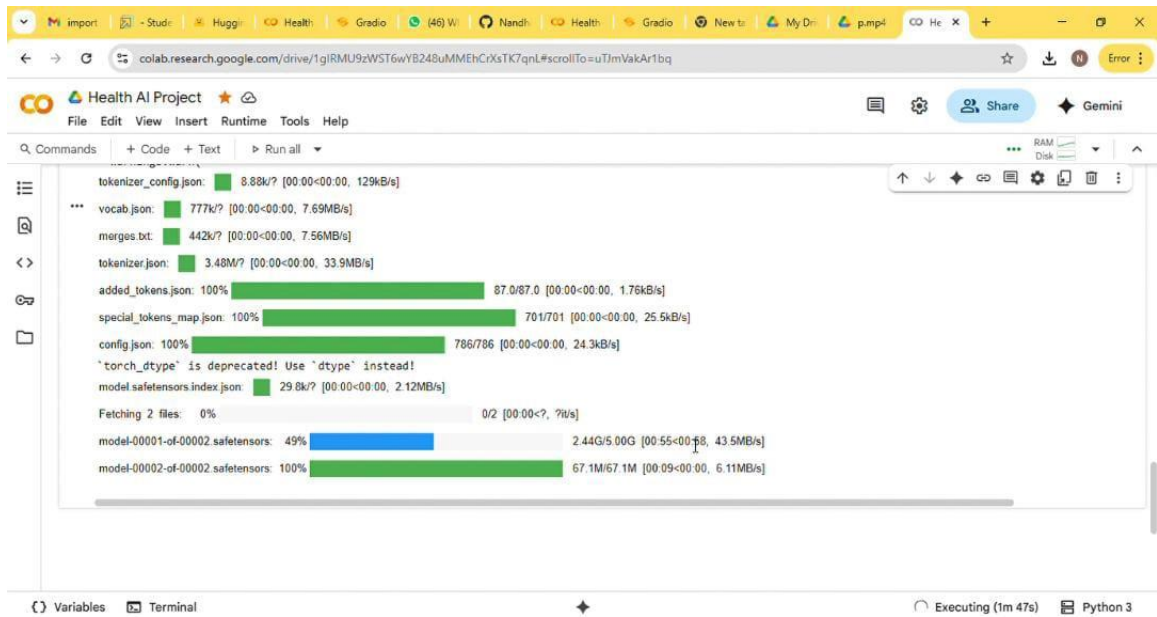 import - Stude Huggin Health Gradio (46) W Nandh Health Gradio New ta My Dri p.mp4 He
colab.research.google.com/drive/1gIRMU9zWST6wYB248uMMEhCrXsTK7qnL#scrollTo=uTJmVakAr1bq Error
Health AI Project
File Edit View Insert Runtime Tools Help
Share Gemini
Commands + Code + Text Run all RAM Disk
tokenizer_config.json: 8.88k/? [00:00<00:00, 129kB/s]
vocab.json: 777k/? [00:00<00:00, 7.69MB/s]
merges.txt: 442k/? [00:00<00:00, 7.56MB/s]
tokenizer.json: 3.48M/? [00:00<00:00, 33.9MB/s]
added_tokens.json: 100% 87.0/87.0 [00:00<00:00, 1.76kB/s]
special_tokens_map.json: 100% 701/701 [00:00<00:00, 25.5kB/s]
config.json: 100% 786/786 [00:00<00:00, 24.3kB/s]
`torch_dtype` is deprecated! Use `dtype` instead!
model.safetensors.index.json: 29.8k/? [00:00<00:00, 2.12MB/s]
Fetching 2 files: 0% 0/2 [00:00<?, ?it/s]
model-00001-of-00002.safetensors: 49% 2.44G/5.00G [00:55<00:58, 43.5MB/s]
model-00002-of-00002.safetensors: 100% 67.1M/67.1M [00:09<00:00, 6.11MB/s]
Variables Terminal Executing (1m 47s) Python 3